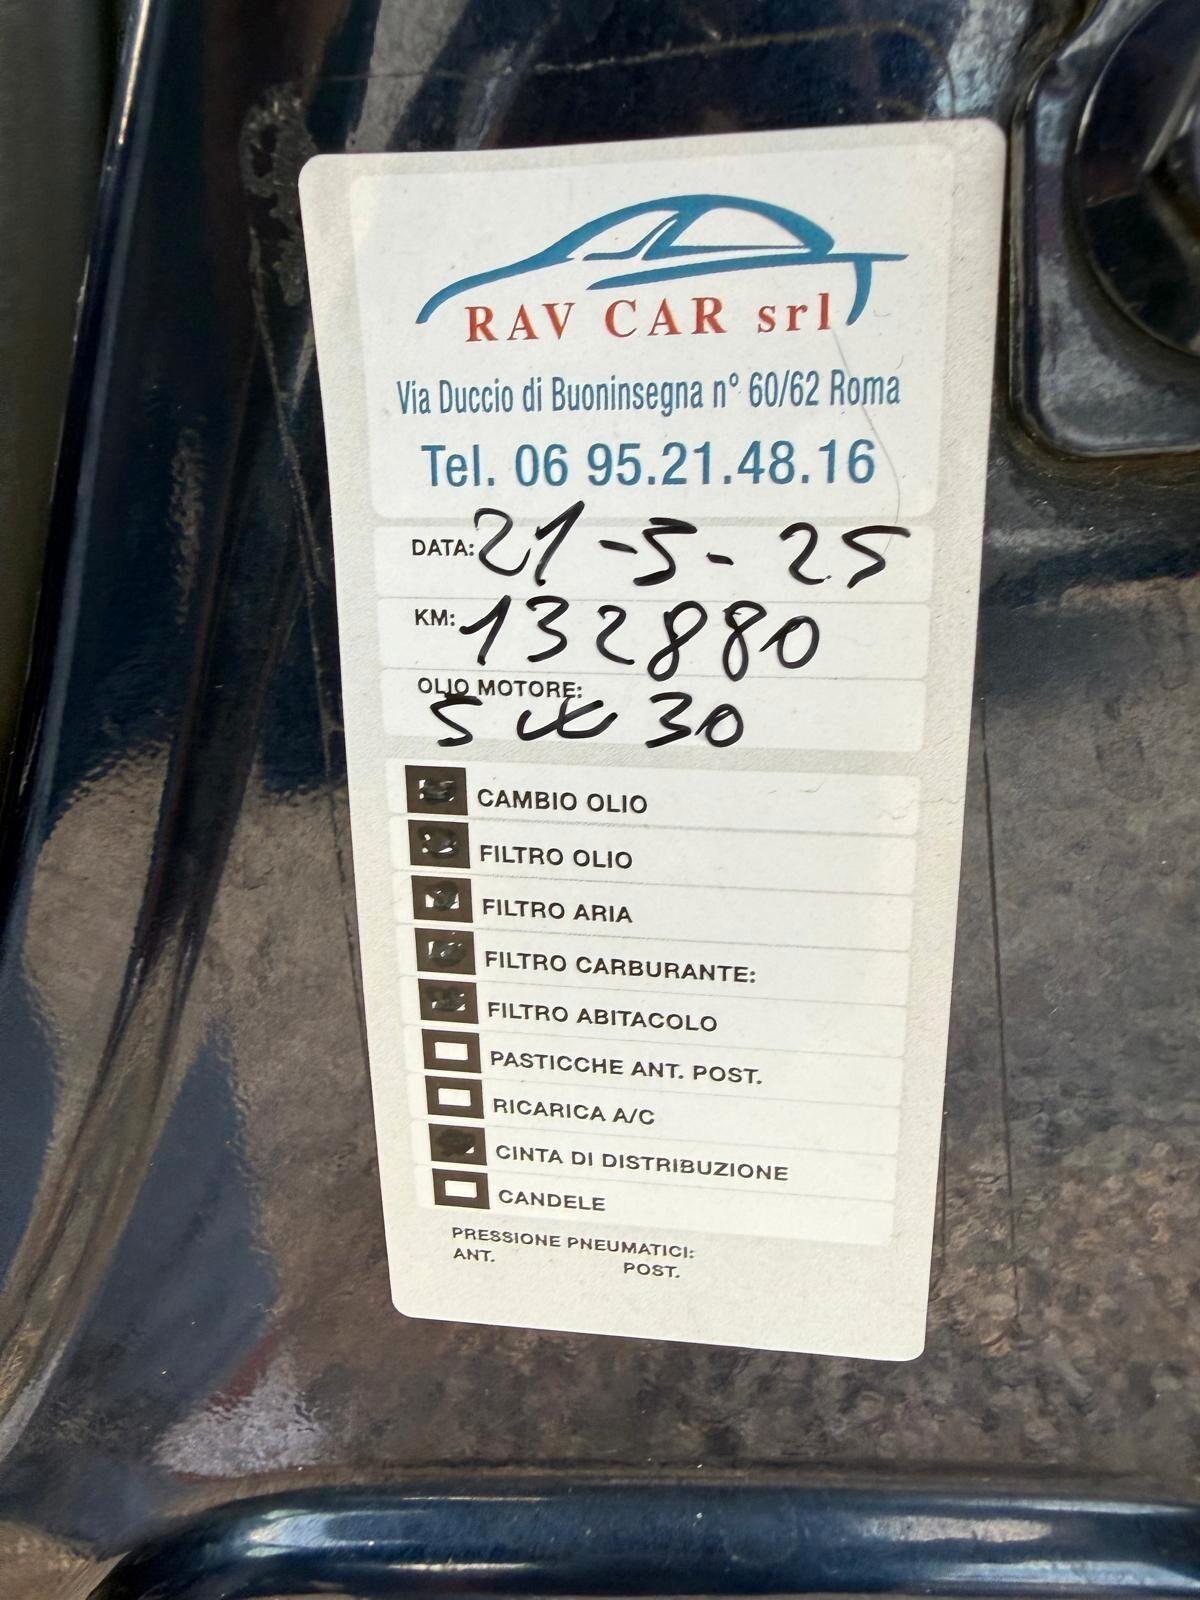 RAV CAR srl
Via Duccio di Buoninsegna n° 60/62 Roma
Tel. 06 95.21.48.16
DATA: 21-5-25
KM: 132880
OLIO MOTORE:
5W30
CAMBIO OLIO
FILTRO OLIO
FILTRO ARIA
FILTRO CARBURANTE:
FILTRO ABITACOLO
PASTICCHE ANT. POST.
RICARICA A/C
CINTA DI DISTRIBUZIONE
CANDELE
PRESSIONE PNEUMATICI:
ANT. POST.